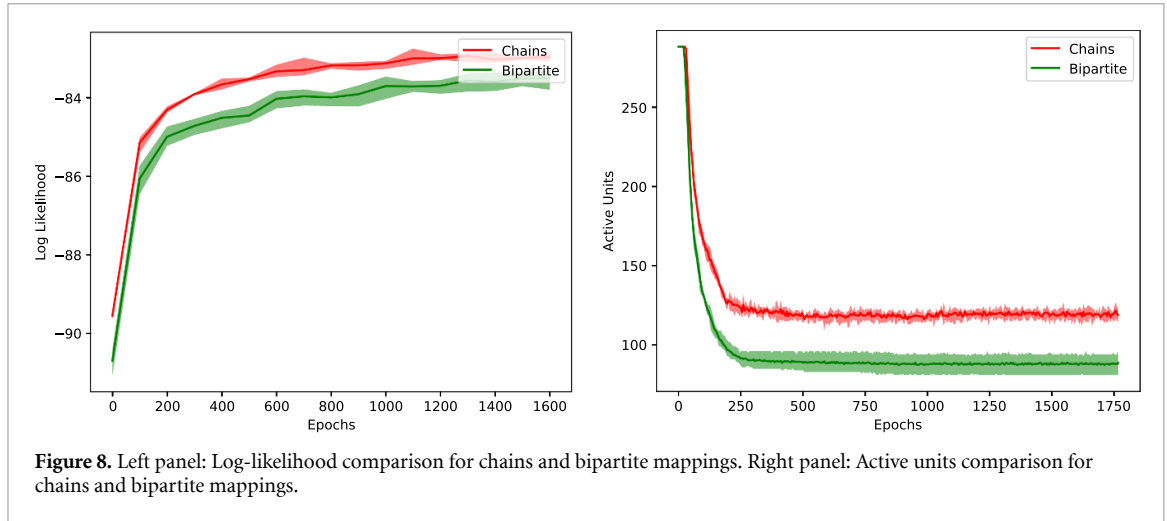 Chains
Bipartite
−84
−86
−88
−90
Log Likelihood
0
200
400
600
800
1000
1200
1400
1600
Epochs
Chains
Bipartite
250
200
150
100
Active Units
0
250
500
750
1000
1250
1500
1750
Epochs
Figure 8. Left panel: Log-likelihood comparison for chains and bipartite mappings. Right panel: Active units comparison for
chains and bipartite mappings.